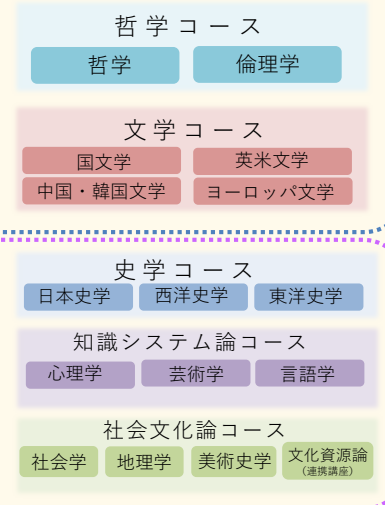 哲学コース
哲学 倫理学
文学コース
国文学 英米文学
中国・韓国文学 ヨーロッパ文学
史学コース
日本史学 西洋史学 東洋史学
知識システム論コース
心理学 芸術学 言語学
社会文化論コース
社会学 地理学 美術史学 文化資源論
（連携講座）